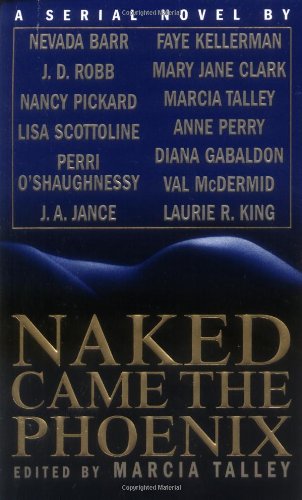 A SERIAL NOVEL BY
NEVADA BARR
J. D. ROBB
NANCY PICKARD
LISA SCOTTOLINE
PERRI
O'SHAUGHNESSY
J. A. JANCE
FAYE KELLERMAN
MARY JANE CLARK
MARCIA TALLEY
ANNE PERRY
DIANA GABALDON
VAL McDERMID
LAURIE R. KING
NAKED
CAME THE
PHOENIX
EDITED BY MARCIA TALLEY